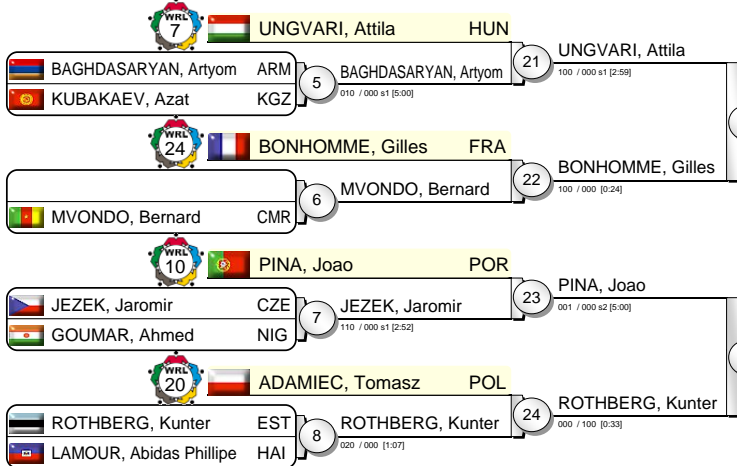 WRL 7 UNGVARI, Attila HUN
BAGHDASARYAN, Artyom ARM
KUBAKAEV, Azat KGZ
5 BAGHDASARYAN, Artyom
010 / 000 s1 [5:00]
21 UNGVARI, Attila
100 / 000 s1 [2:59]
WRL 24 BONHOMME, Gilles FRA
MVONDO, Bernard CMR
6 MVONDO, Bernard
22 BONHOMME, Gilles
100 / 000 [0:24]
WRL 10 PINA, Joao POR
JEZEK, Jaromir CZE
GOUMAR, Ahmed NIG
7 JEZEK, Jaromir
110 / 000 s1 [2:52]
23 PINA, Joao
001 / 000 s2 [5:00]
WRL 20 ADAMIEC, Tomasz POL
ROTHBERG, Kunter EST
LAMOUR, Abidas Phillipe HAI
8 ROTHBERG, Kunter
020 / 000 [1:07]
24 ROTHBERG, Kunter
000 / 100 [0:33]